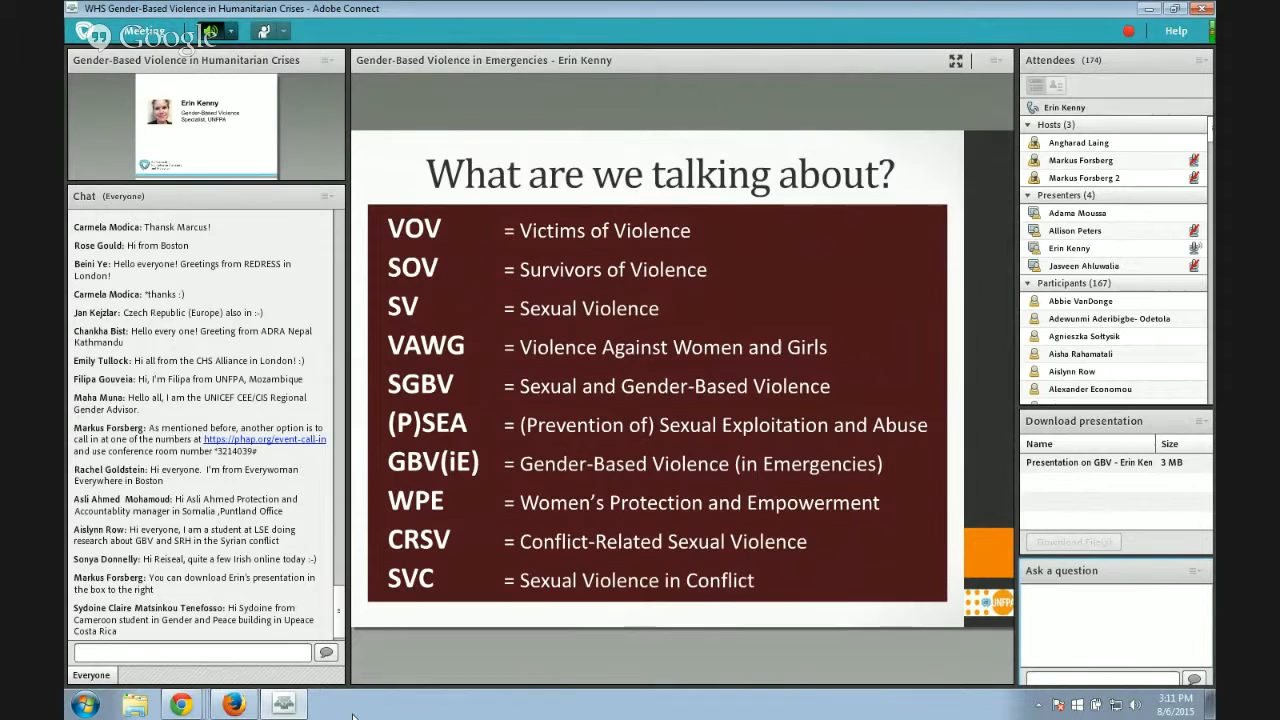 WHS Gender-Based Violence in Humanitarian Crises - Adobe Connect
Meeting
Google
Help
Gender-Based Violence in Humanitarian Crises
Erin Kenny
Gender-Based Violence
Specialist, UNFPA
Chat (Everyone)
Carmela Modica: Thansk Marcus!
Rose Gould: Hi from Boston
Beini Ye: Hello everyone! Greetings from REDRESS in
London!
Carmela Modica: *thanks :)
Jan Kejzlar: Czech Republic (Europe) also in :-)
Chankha Bist: Hello every one! Greeting from ADRA Nepal
Kathmandu
Emily Tullock: Hi all from the CHS Alliance in London! :)
Filipa Gouveia: Hi, I'm Filipa from UNFPA, Mozambique
Maha Muna: Hello all, I am the UNICEF CEE/CIS Regional
Gender Advisor.
Markus Forsberg: As mentioned before, another option is to
call in at one of the numbers at https://phap.org/event-call-in
and use conference room number *3214039#
Rachel Goldstein: Hi everyone. I'm from Everywoman
Everywhere in Boston
Asli Ahmed Mohamoud: Hi Asli Ahmed Protection and
Accountablity manager in Somalia ,Puntland Office
Aislynn Row: Hi everyone, I am a student at LSE doing
research about GBV and SRH in the Syrian conflict
Sonya Donnelly: Hi Reiseal, quite a few Irish online today :-)
Markus Forsberg: You can download Erin's presentation in
the box to the right
Sydoine Claire Matsinkou Tenefosso: Hi Sydoine from
Cameroon student in Gender and Peace building in Upeace
Costa Rica
Everyone
Gender-Based Violence in Emergencies - Erin Kenny
What are we talking about?
VOV = Victims of Violence
SOV = Survivors of Violence
SV = Sexual Violence
VAWG = Violence Against Women and Girls
SGBV = Sexual and Gender-Based Violence
(P)SEA = (Prevention of) Sexual Exploitation and Abuse
GBV(iE) = Gender-Based Violence (in Emergencies)
WPE = Women's Protection and Empowerment
CRSV = Conflict-Related Sexual Violence
SVC = Sexual Violence in Conflict
UNFPA
Attendees (174)
Erin Kenny
Hosts (3)
Angharad Laing
Markus Forsberg
Markus Forsberg 2
Presenters (4)
Adama Moussa
Allison Peters
Erin Kenny
Jasveen Ahluwalia
Participants (167)
Abbie VanDonge
Adewunmi Aderibigbe- Odetola
Agnieszka Sołtysik
Aisha Rahamatali
Aislynn Row
Alexander Economou
Download presentation
Name Size
Presentation on GBV - Erin Ken 3 MB
Download File(s)
Ask a question
3:11 PM
8/6/2015